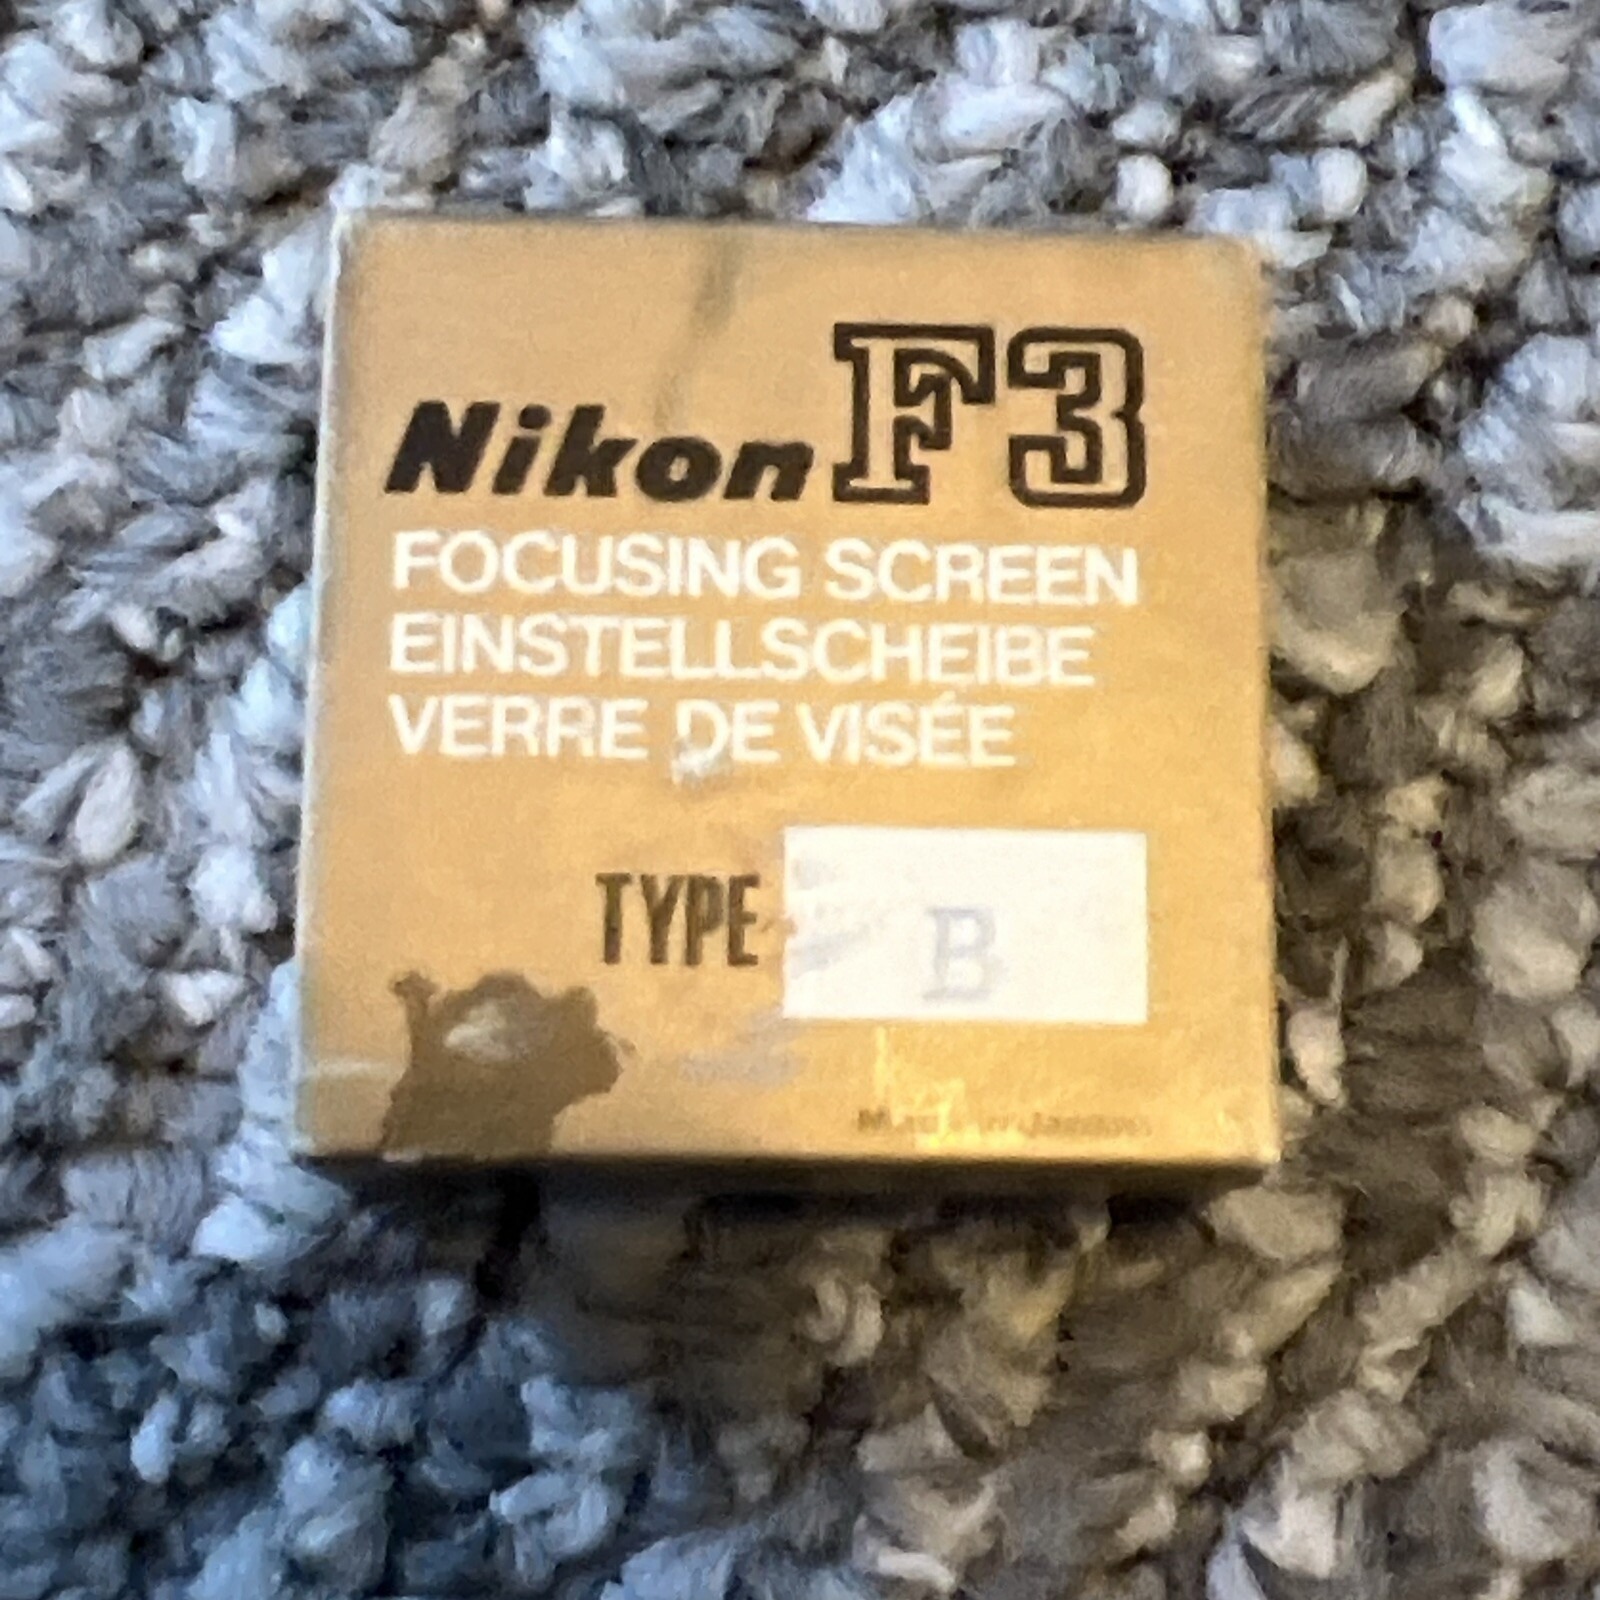 Nikon F3
FOCUSING SCREEN
EINSTELLSCHEIBE
VERRE DE VISÉE
TYPE B